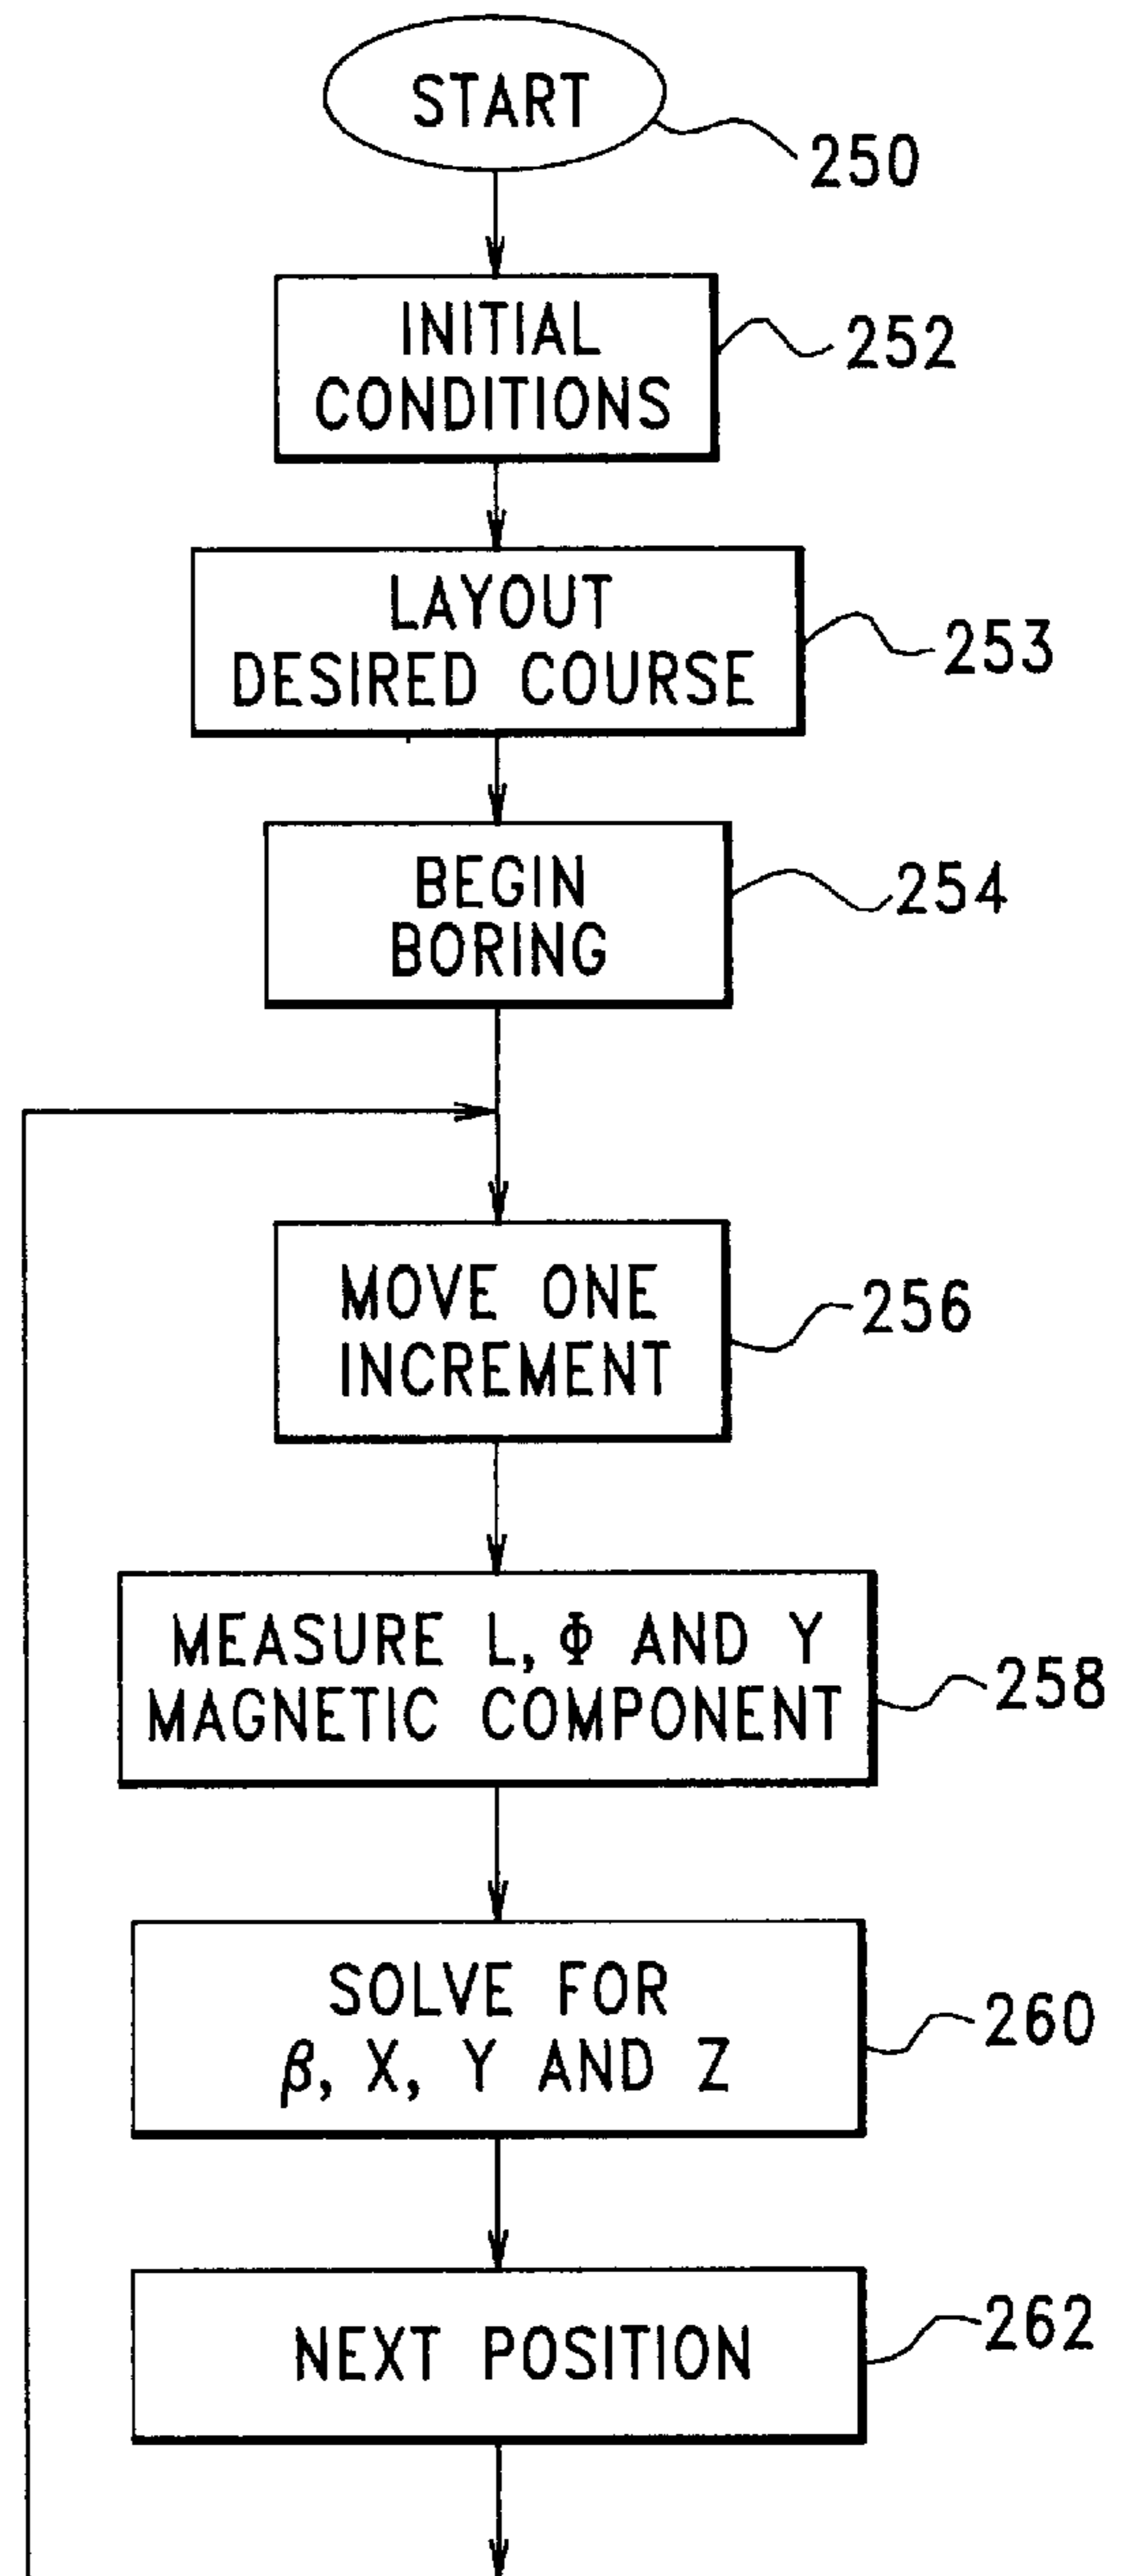 START
250
INITIAL
CONDITIONS
252
LAYOUT
DESIRED COURSE
253
BEGIN
BORING
254
MOVE ONE
INCREMENT
256
MEASURE L, Φ AND Y
MAGNETIC COMPONENT
258
SOLVE FOR
β, X, Y AND Z
260
NEXT POSITION
262